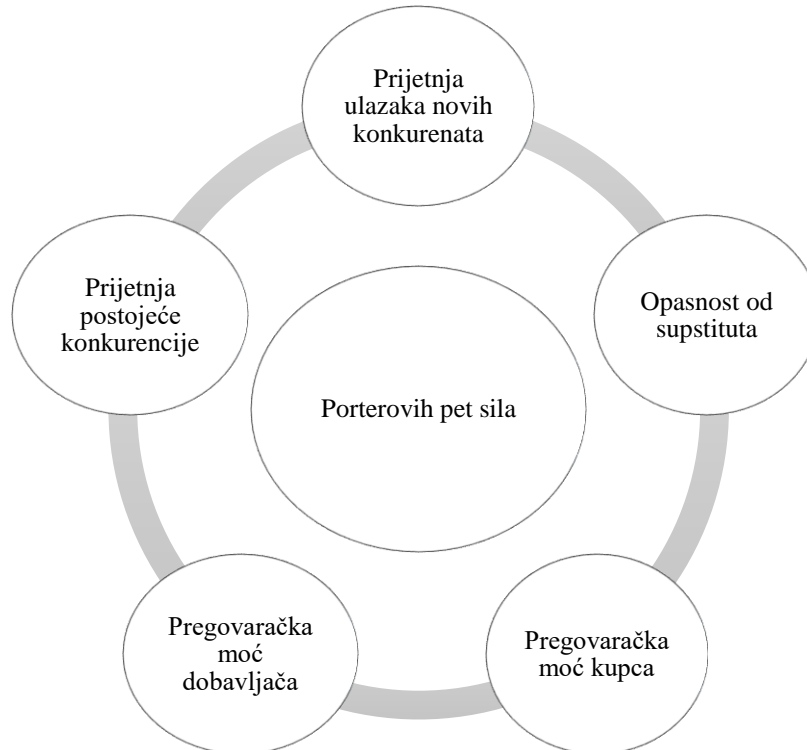 Prijetnja
ulazaka novih
konkurenata
Prijetnja
postojeće
konkurencije
Opasnost od
supstituta
Porterovih pet sila
Pregovaračka
moć
dobavljača
Pregovaračka
moć kupca